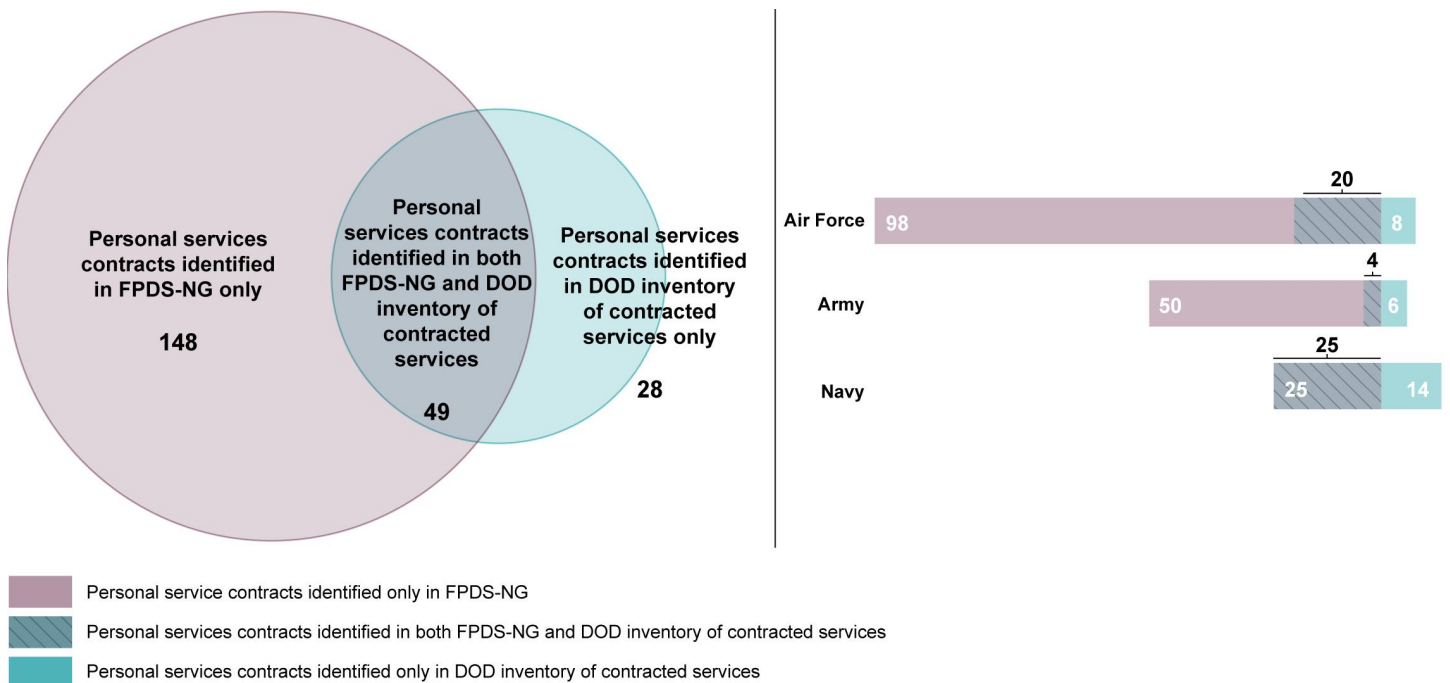 Personal services
contracts identified
in FPDS-NG only
148
Personal
services contracts
identified in both
FPDS-NG and DOD
inventory of
contracted
services
49
Personal services
contracts identified
in DOD inventory
of contracted
services only
28
20
Air Force
98
8
4
Army
50
6
25
Navy
25
14
Personal service contracts identified only in FPDS-NG
Personal services contracts identified in both FPDS-NG and DOD inventory of contracted services
Personal services contracts identified only in DOD inventory of contracted services